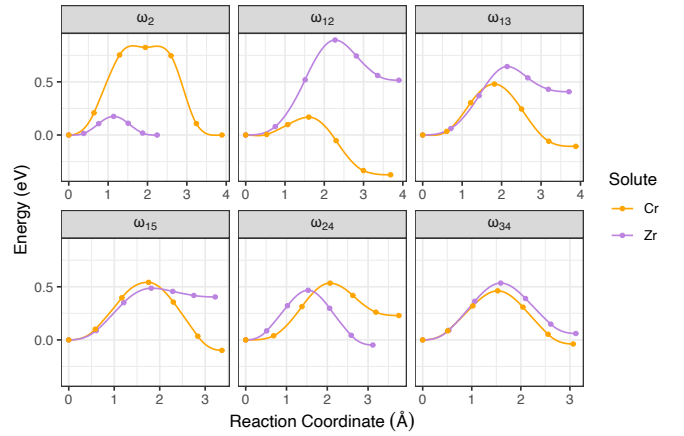 ω2 ω12 ω13
0.5
0.0
0 1 2 3 4 0 1 2 3 4 0 1 2 3 4
ω15 ω24 ω34
0.5
0.0
0 1 2 3 0 1 2 3 0 1 2 3
Energy (eV)
Reaction Coordinate (Å)
Solute
Cr
Zr